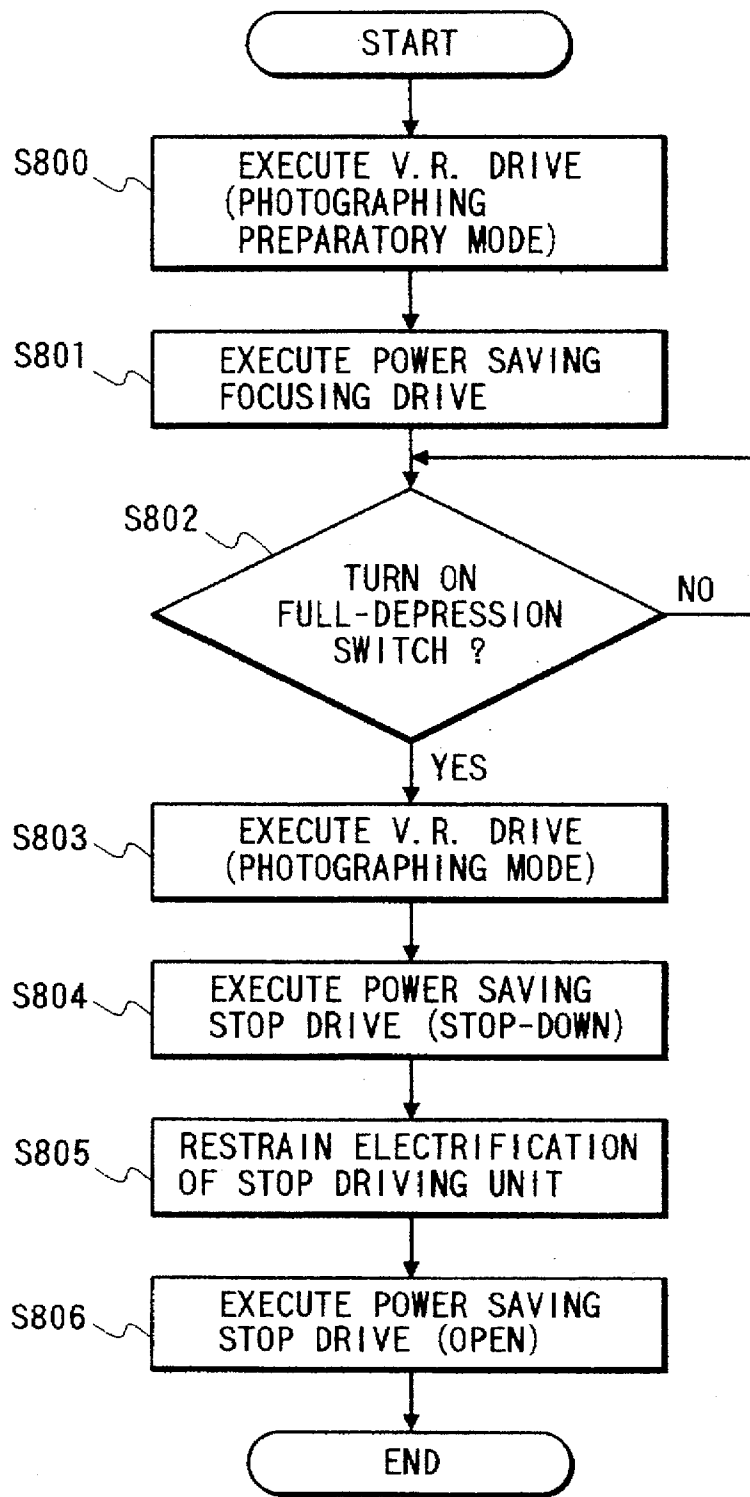 START
S800
EXECUTE V.R. DRIVE
(PHOTOGRAPHING
PREPARATORY MODE)
S801
EXECUTE POWER SAVING
FOCUSING DRIVE
S802
TURN ON
FULL-DEPRESSION
SWITCH ?
NO
YES
S803
EXECUTE V.R. DRIVE
(PHOTOGRAPHING MODE)
S804
EXECUTE POWER SAVING
STOP DRIVE (STOP-DOWN)
S805
RESTRAIN ELECTRIFICATION
OF STOP DRIVING UNIT
S806
EXECUTE POWER SAVING
STOP DRIVE (OPEN)
END